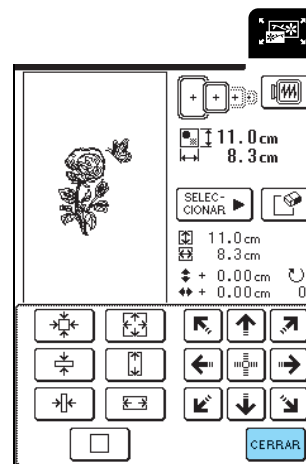 11.0cm
8.3cm
SELEC-
CIONAR
11.0cm
8.3cm
+ 0.00cm
+ 0.00cm 0
CERRAR